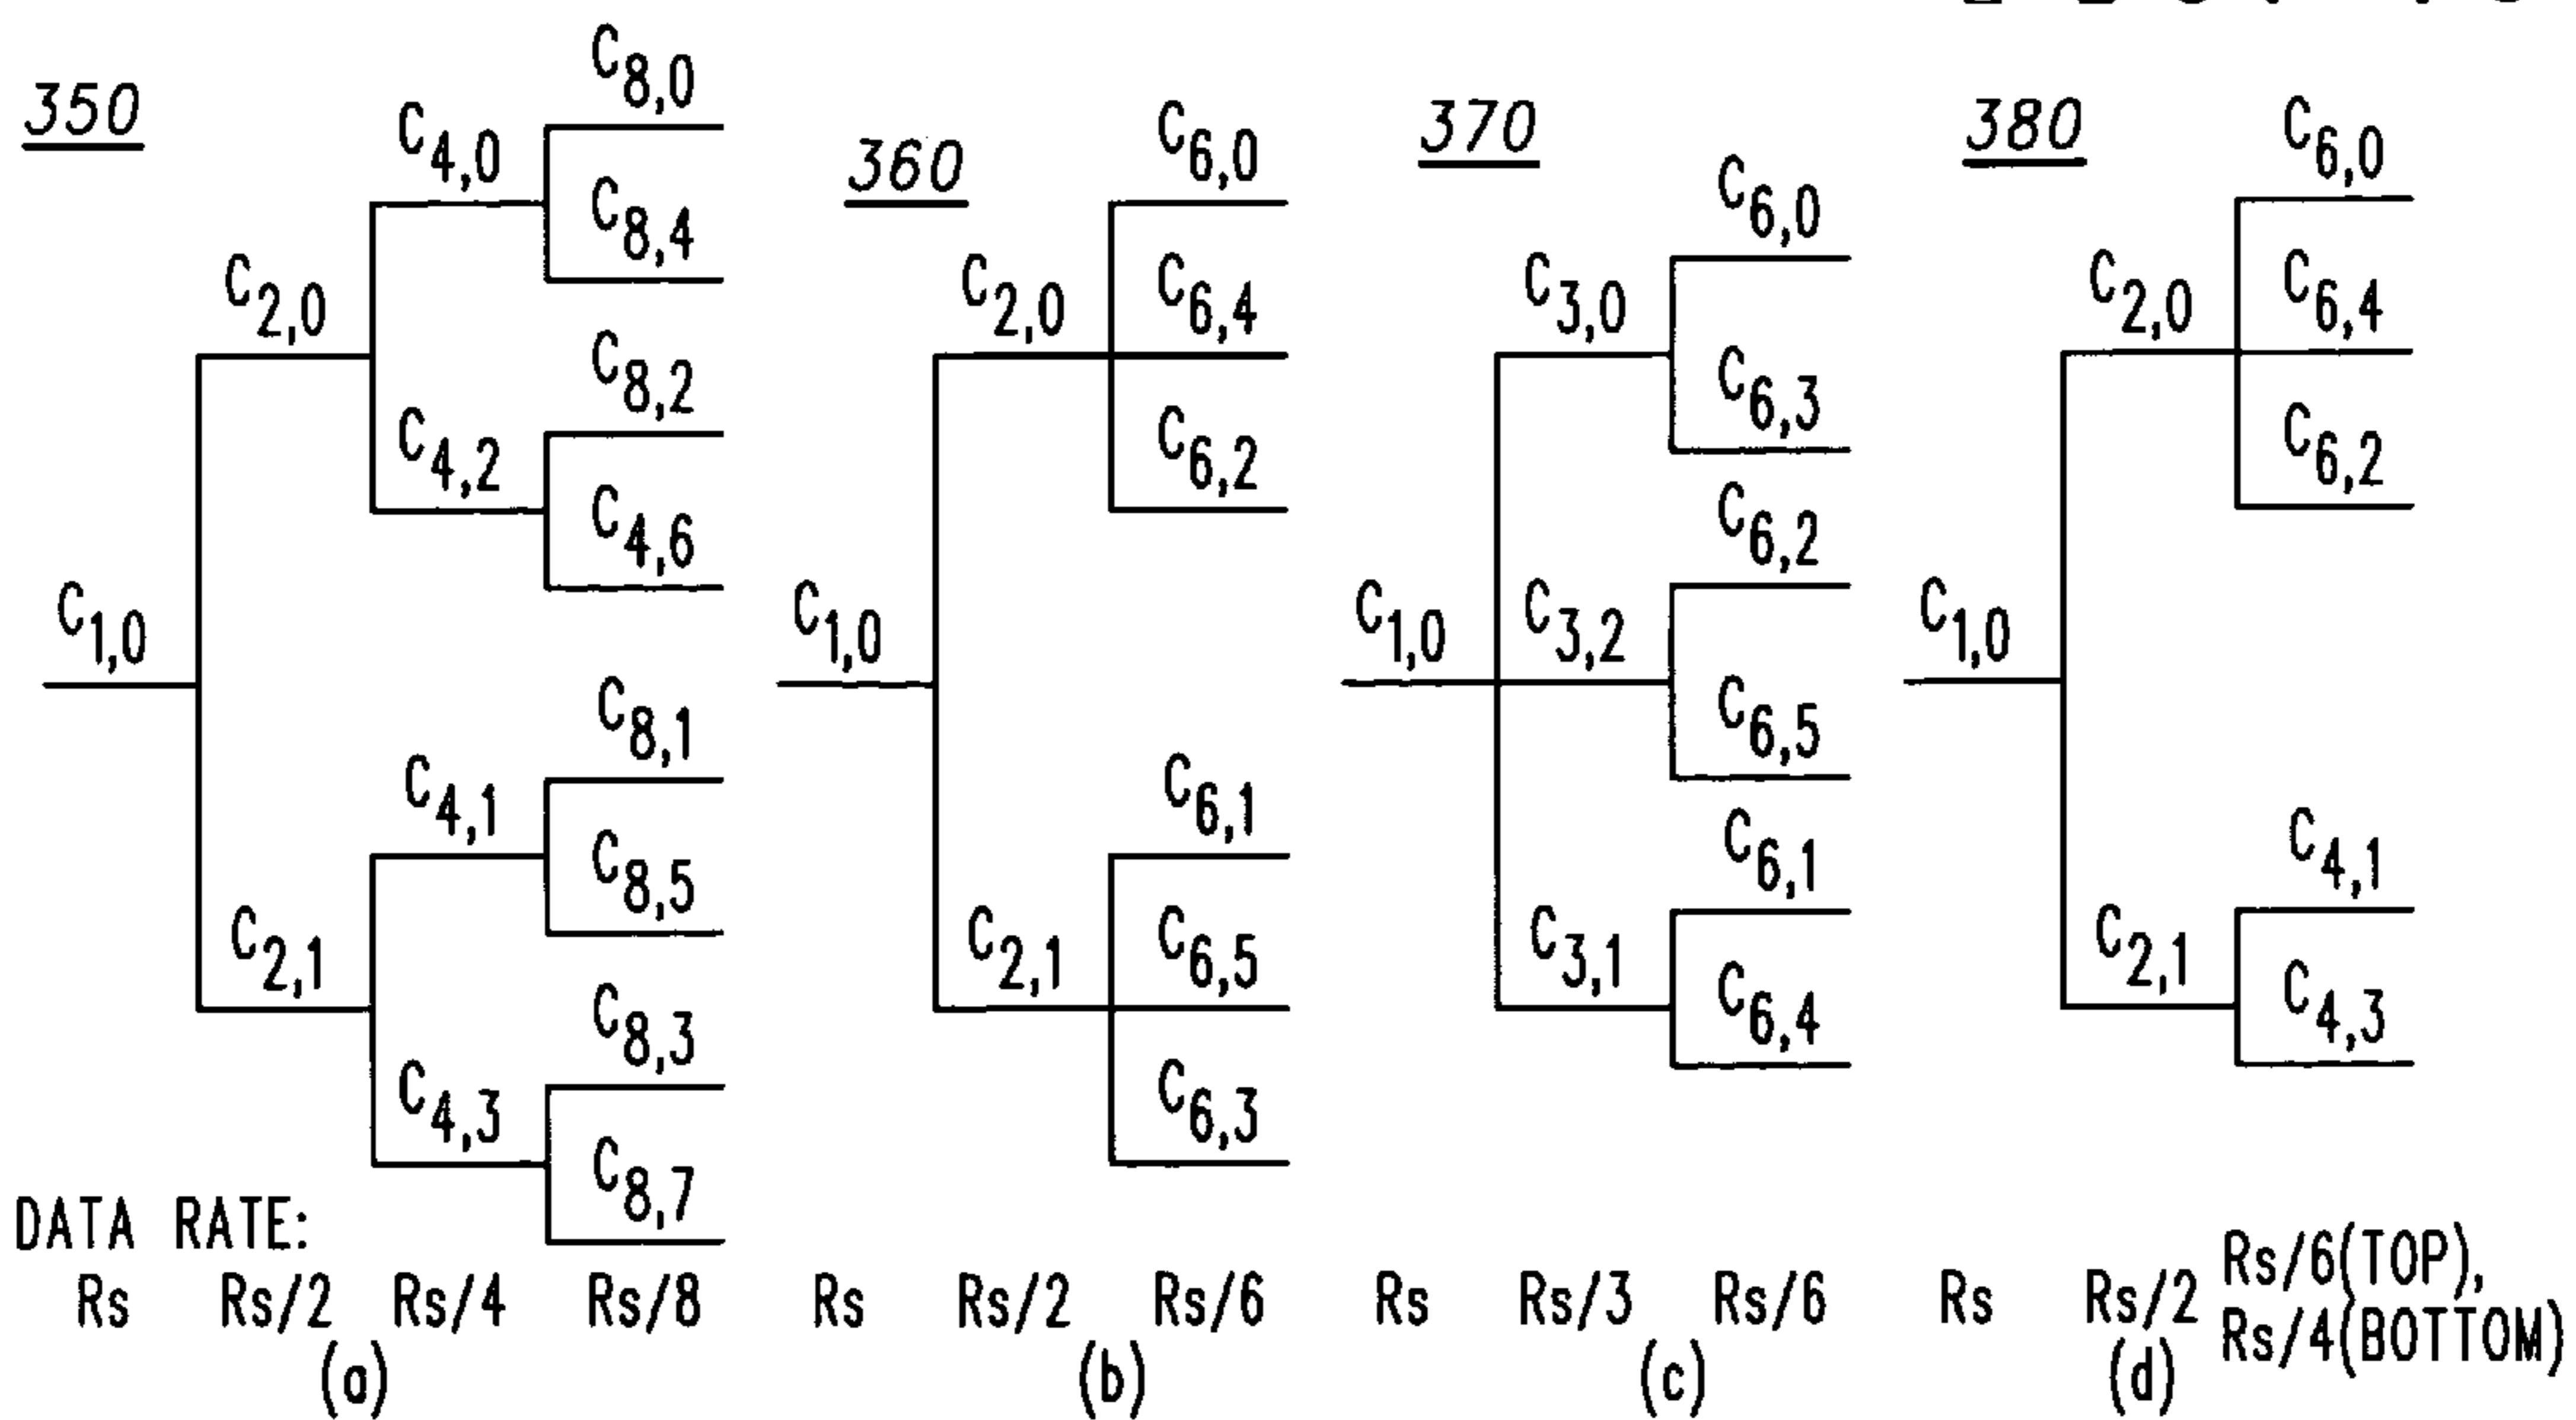 350
C1,0
C2,0
C2,1
C4,0
C4,2
C4,1
C4,3
C8,0
C8,4
C8,2
C4,6
C8,1
C8,5
C8,3
C8,7
DATA RATE:
Rs Rs/2 Rs/4 Rs/8
(a)
360
C1,0
C2,0
C2,1
C6,0
C6,4
C6,2
C6,1
C6,5
C6,3
Rs Rs/2 Rs/6
(b)
370
C1,0
C3,0
C3,2
C3,1
C6,0
C6,3
C6,2
C6,5
C6,1
C6,4
Rs Rs/3 Rs/6
(c)
380
C1,0
C2,0
C2,1
C6,0
C6,4
C6,2
C4,1
C4,3
Rs Rs/2 Rs/6(TOP),
Rs/4(BOTTOM)
(d)